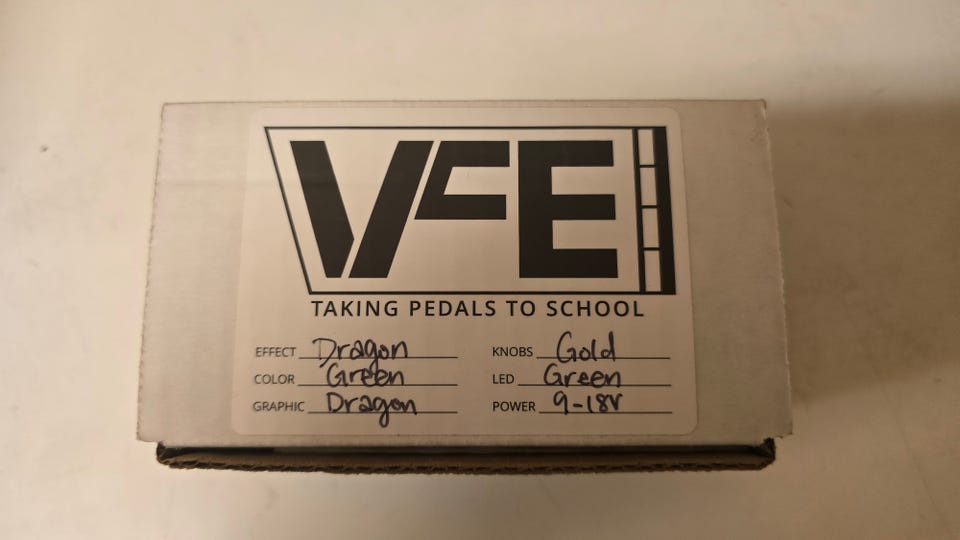 VFE
TAKING PEDALS TO SCHOOL
EFFECT Dragon KNOBS Gold
COLOR Green LED Green
GRAPHIC Dragon POWER 9-18V